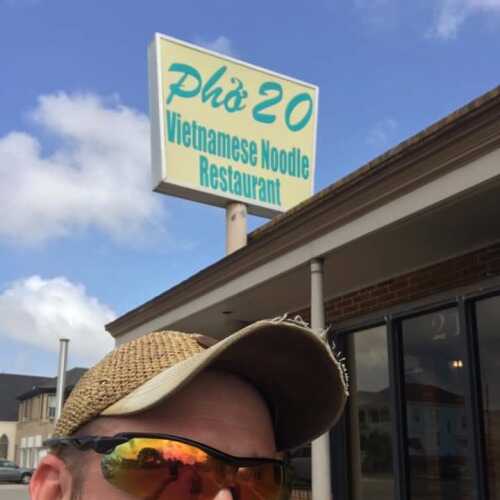 Phở 20
Vietnamese Noodle
Restaurant